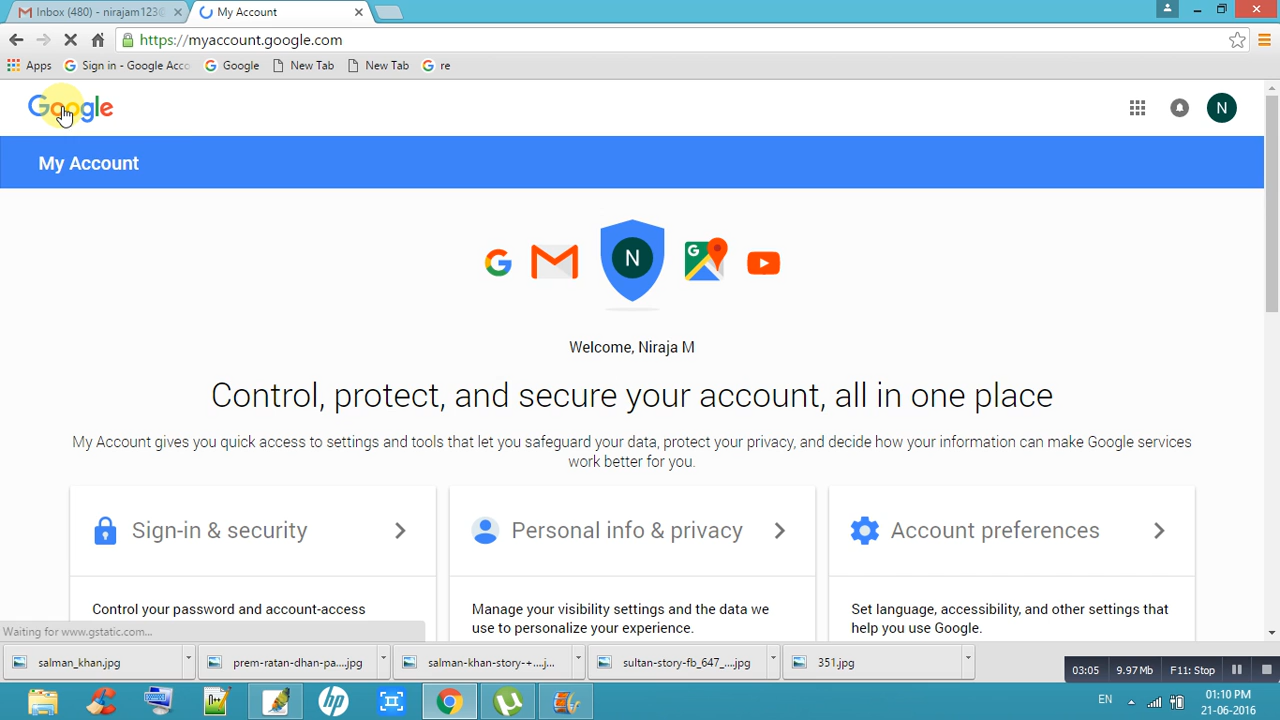 Inbox (480) - nirajam123@
My Account
https://myaccount.google.com
Apps
Sign in - Google Acco
Google
New Tab
New Tab
re
Google
N
My Account
G
N
G
Welcome, Niraja M
Control, protect, and secure your account, all in one place
My Account gives you quick access to settings and tools that let you safeguard your data, protect your privacy, and decide how your information can make Google services
work better for you.
Sign-in & security
Personal info & privacy
Account preferences
Control your password and account-access
Manage your visibility settings and the data we
use to personalize your experience.
Set language, accessibility, and other settings that
help you use Google.
Waiting for www.gstatic.com...
salman_khan.jpg
prem-ratan-dhan-pa....jpg
salman-khan-story-+...j...
sultan-story-fb_647_...jpg
351.jpg
03:05
9.97 Mb
F11: Stop
hp
EN
01:10 PM
21-06-2016